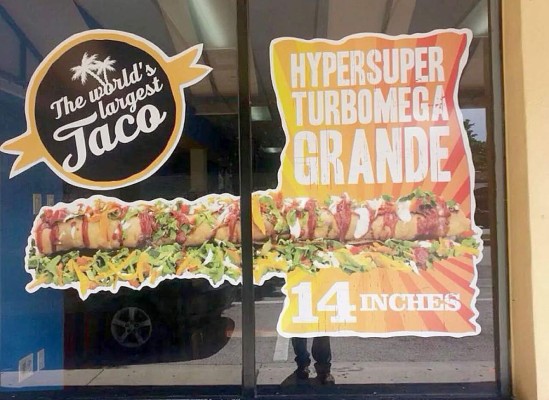 The world's
largest
Taco
HYPERSUPER
TURBOMEGA
GRANDE
14 INCHES